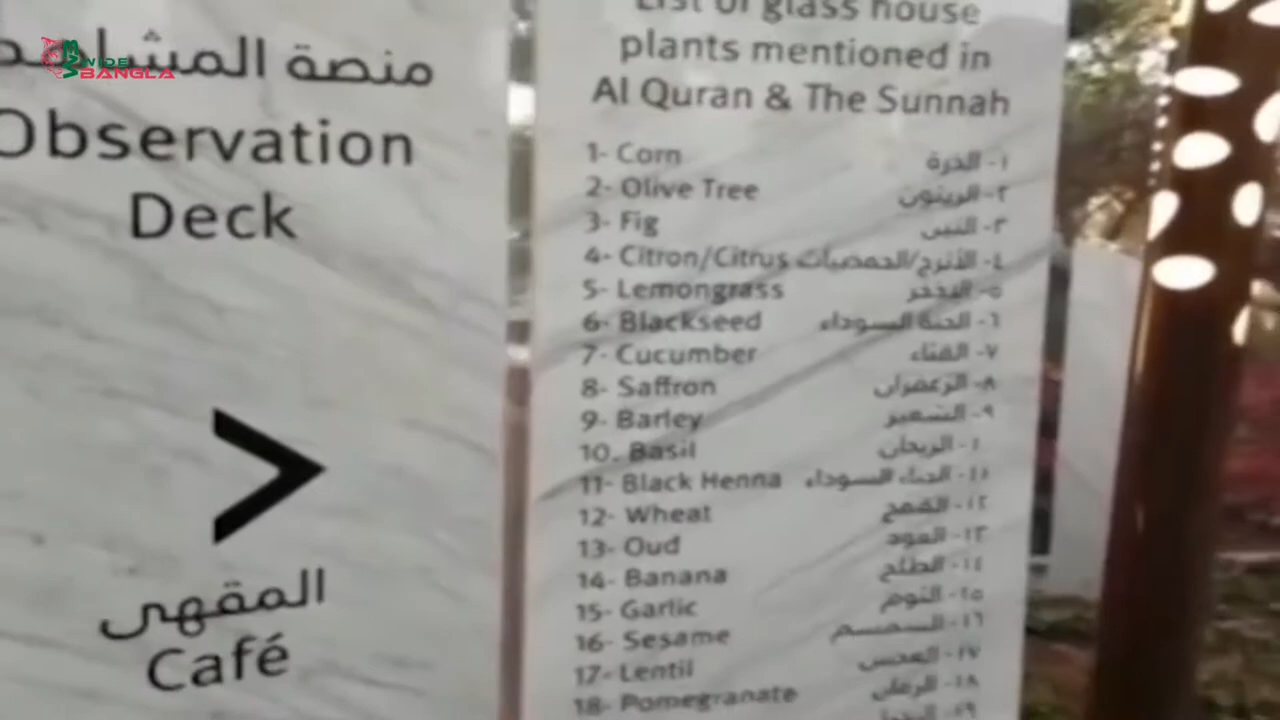 منصة المشاهد
WIDE
BANGLA
Observation
Deck
المقهى
Café
List of glass house
plants mentioned in
Al Quran & The Sunnah
1- Corn ١- الذرة
2- Olive Tree ٢- الزيتون
3- Fig ٣- التين
4- Citron/Citrus ٤- الأترج/الحمضيات
5- Lemongrass ٥- الاذخر
6- Blackseed ٦- الحبة السوداء
7- Cucumber ٧- القثاء
8- Saffron ٨- الزعفران
9- Barley ٩- الشعير
10. Basil ١٠- الريحان
11- Black Henna ١١- الحناء السوداء
12- Wheat ١٢- القمح
13- Oud ١٣- العود
14- Banana ١٤- الطلح
15- Garlic ١٥- الثوم
16- Sesame ١٦- السمسم
17- Lentil ١٧- العدس
18- Pomegranate ١٨- الرمان
١٩-